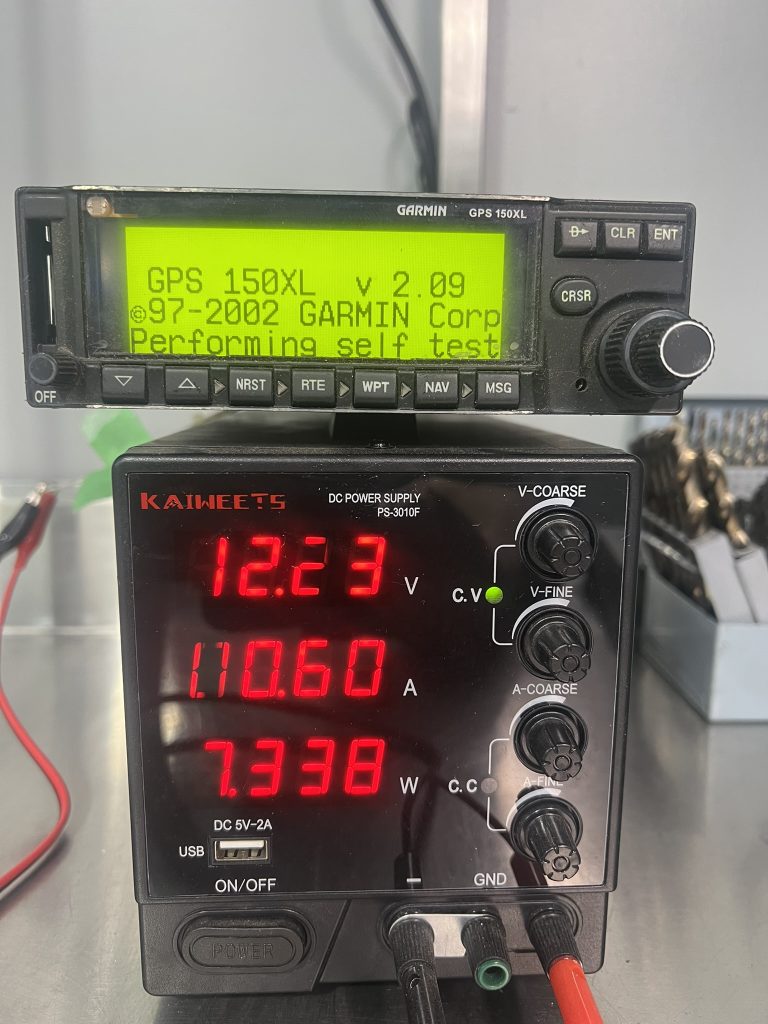 GARMIN GPS 150XL
GPS 150XL v 2.09
©97-2002 GARMIN Corp
Performing self test
D CLR ENT
CRSR
OFF
NRST RTE WPT NAV MSG
KAIWEETS
DC POWER SUPPLY
PS-3010F
V-COARSE
12.23 V
C.V
V-FINE
0.60 A
A-COARSE
7.338 W
C.C
A-FINE
DC 5V-2A
USB
ON/OFF
− GND
POWER